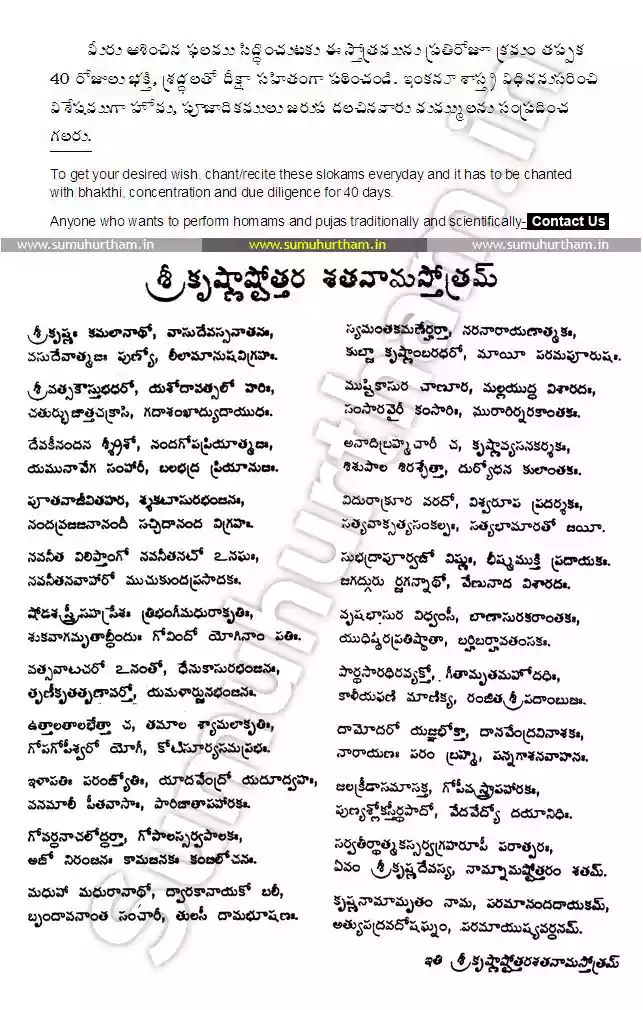 మీరు ఆశించిన ఫలము సిద్ధించుటకు ఈ స్తోత్రమును ప్రతిరోజూ క్రమం తప్పక
40 రోజులు భక్తి, శ్రద్ధలతో దీక్షా సహితంగా పఠించండి. ఇంకనూ శాస్త్ర విధిననుసరించి
విశేషముగా హోమ, పూజాదికములు జరుప దలచినవారు మమ్ములను సంప్రదించ
గలరు.
To get your desired wish, chant/recite these slokams everyday and it has to be chanted
with bhakthi, concentration and due diligence for 40 days.
Anyone who wants to perform homams and pujas traditionally and scientifically- Contact Us
www.sumuhurtham.in www.sumuhurtham.in www.sumuhurtham.in
శ్రీ కృష్ణాష్టోత్తర శతనామస్తోత్రమ్
శ్రీకృష్ణః కమలానాథో, వాసుదేవస్సనాతనః,
వసుదేవాత్మజః పుణ్యో, లీలామానుషవిగ్రహః.
శ్రీవత్సకౌస్తుభధరో, యశోదావత్సలో హరిః,
చతుర్భుజాత్తచక్రాసి, గదాశంఖాద్యుదాయుధః.
దేవకీనందన శ్శ్రీశో, నందగోపప్రియాత్మజః,
యమునావేగ సంహారీ, బలభద్ర ప్రియానుజః.
పూతనాజీవితహర, శ్శకటాసురభంజనః,
నందవ్రజజనానందీ సచ్చిదానంద విగ్రహః.
నవనీత విలిప్తాంగో నవనీతనటో ఽనఘః,
నవనీతనవాహారో ముచుకుందప్రసాదకః.
షోడశస్త్రీసహస్రేశః త్రిభంగీమధురాకృతిః,
శుకవాగమృతాబ్ధీందుః గోవిందో యోగినాం పతిః.
వత్సవాటచరో ఽనంతో, ధేనుకాసురభంజనః,
తృణీకృతతృణావర్తో, యమళార్జునభంజనః.
ఉత్తాలతాలభేత్తా చ, తమాల శ్యామలాకృతిః,
గోపగోపీశ్వరో యోగీ, కోటిసూర్యసమప్రభః.
ఇళాపతిః పరంజ్యోతిః, యాదవేంద్రో యదూద్వహః,
వనమాలీ పీతవాసాః, పారిజాతాపహారకః.
గోవర్ధనాచలోద్ధర్తా, గోపాలస్సర్వపాలకః,
అజో నిరంజనః కామజనకః కంజలోచనః.
మధుహా మధురానాథో, ద్వారకానాయకో బలీ,
బృందావనాంత సంచారీ, తులసీ దామభూషణః.
స్యమంతకమణేర్హర్తా, నరనారాయణాత్మకః,
కుబ్జా కృష్ణాంబరధరో, మాయీ పరమపూరుషః.
ముష్టికాసుర చాణూర, మల్లయుద్ధ విశారదః,
సంసారవైరీ కంసారిః, మురారిర్నరకాంతకః.
అనాదిబ్రహ్మచారీ చ, కృష్ణావ్యసనకర్శకః,
శిశుపాల శిరశ్ఛేత్తా, దుర్యోధన కులాంతకః.
విదురాక్రూర వరదో, విశ్వరూప ప్రదర్శకః,
సత్యవాక్సత్యసంకల్పః, సత్యభామారతో జయీ.
సుభద్రాపూర్వజో విష్ణుః, భీష్మముక్తి ప్రదాయకః.
జగద్గురు ర్జగన్నాథో, వేణునాద విశారదః.
వృషభాసుర విధ్వంసీ, బాణాసురకరాంతకః,
యుధిష్ఠిరప్రతిష్ఠాతా, బర్హిబర్హావతంసకః.
పార్థసారథిరవ్యక్తో, గీతామృతమహోదధిః,
కాళీయఫణి మాణిక్య, రంజితశ్రీపదాంబుజః.
దామోదరో యజ్ఞభోక్తా, దానవేంద్రవినాశకః,
నారాయణః పరం బ్రహ్మ, పన్నగాశనవాహనః.
జలక్రీడాసమాసక్త, గోపీవస్త్రాపహారకః.
పుణ్యశ్లోకస్తీర్థపాదో, వేదవేద్యో దయానిధిః.
సర్వతీర్థాత్మకస్సర్వగ్రహరూపీ పరాత్పరః,
ఏవం శ్రీకృష్ణదేవస్య, నామ్నామష్టోత్తరం శతమ్.
కృష్ణనామామృతం నామ, పరమానందదాయకమ్,
అత్యుపద్రవదోషఘ్నం, పరమాయుష్యవర్ధనమ్.
ఇతి శ్రీకృష్ణాష్టోత్తరశతనామస్తోత్రమ్
Sumuhurtham.in